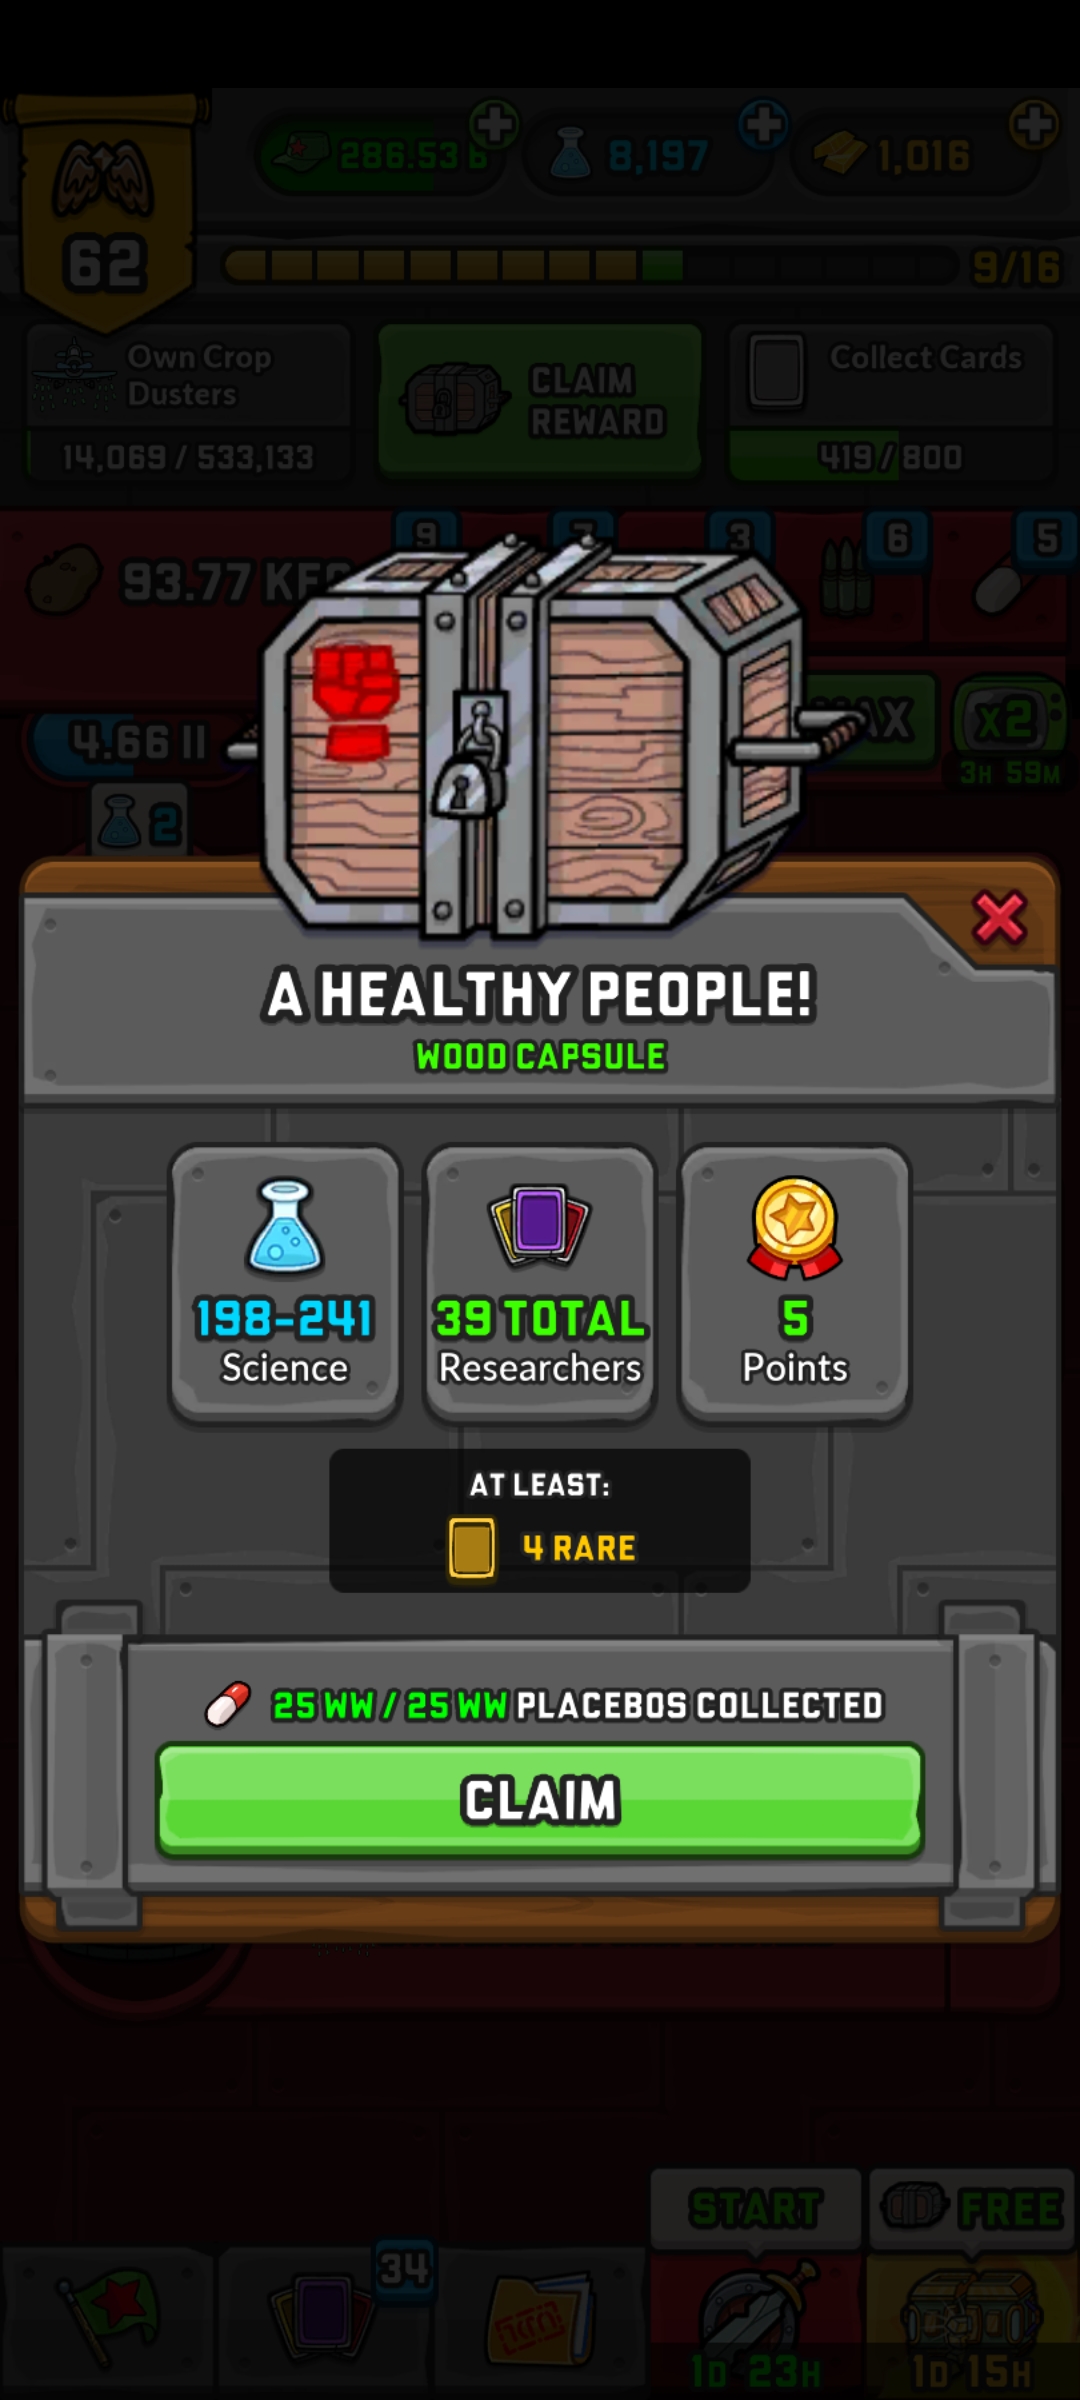 286.53 B
8,197
1,016
62
9/16
Own Crop
Dusters
14,069 / 533,133
CLAIM
REWARD
Collect Cards
419 / 800
93.77
9
3
6
5
4.66 II
x2
3H 59M
2
A HEALTHY PEOPLE!
WOOD CAPSULE
198-241
Science
39 TOTAL
Researchers
5
Points
AT LEAST:
4 RARE
25 WW / 25 WW PLACEBOS COLLECTED
CLAIM
START
FREE
34
1D 23H
1D 15H